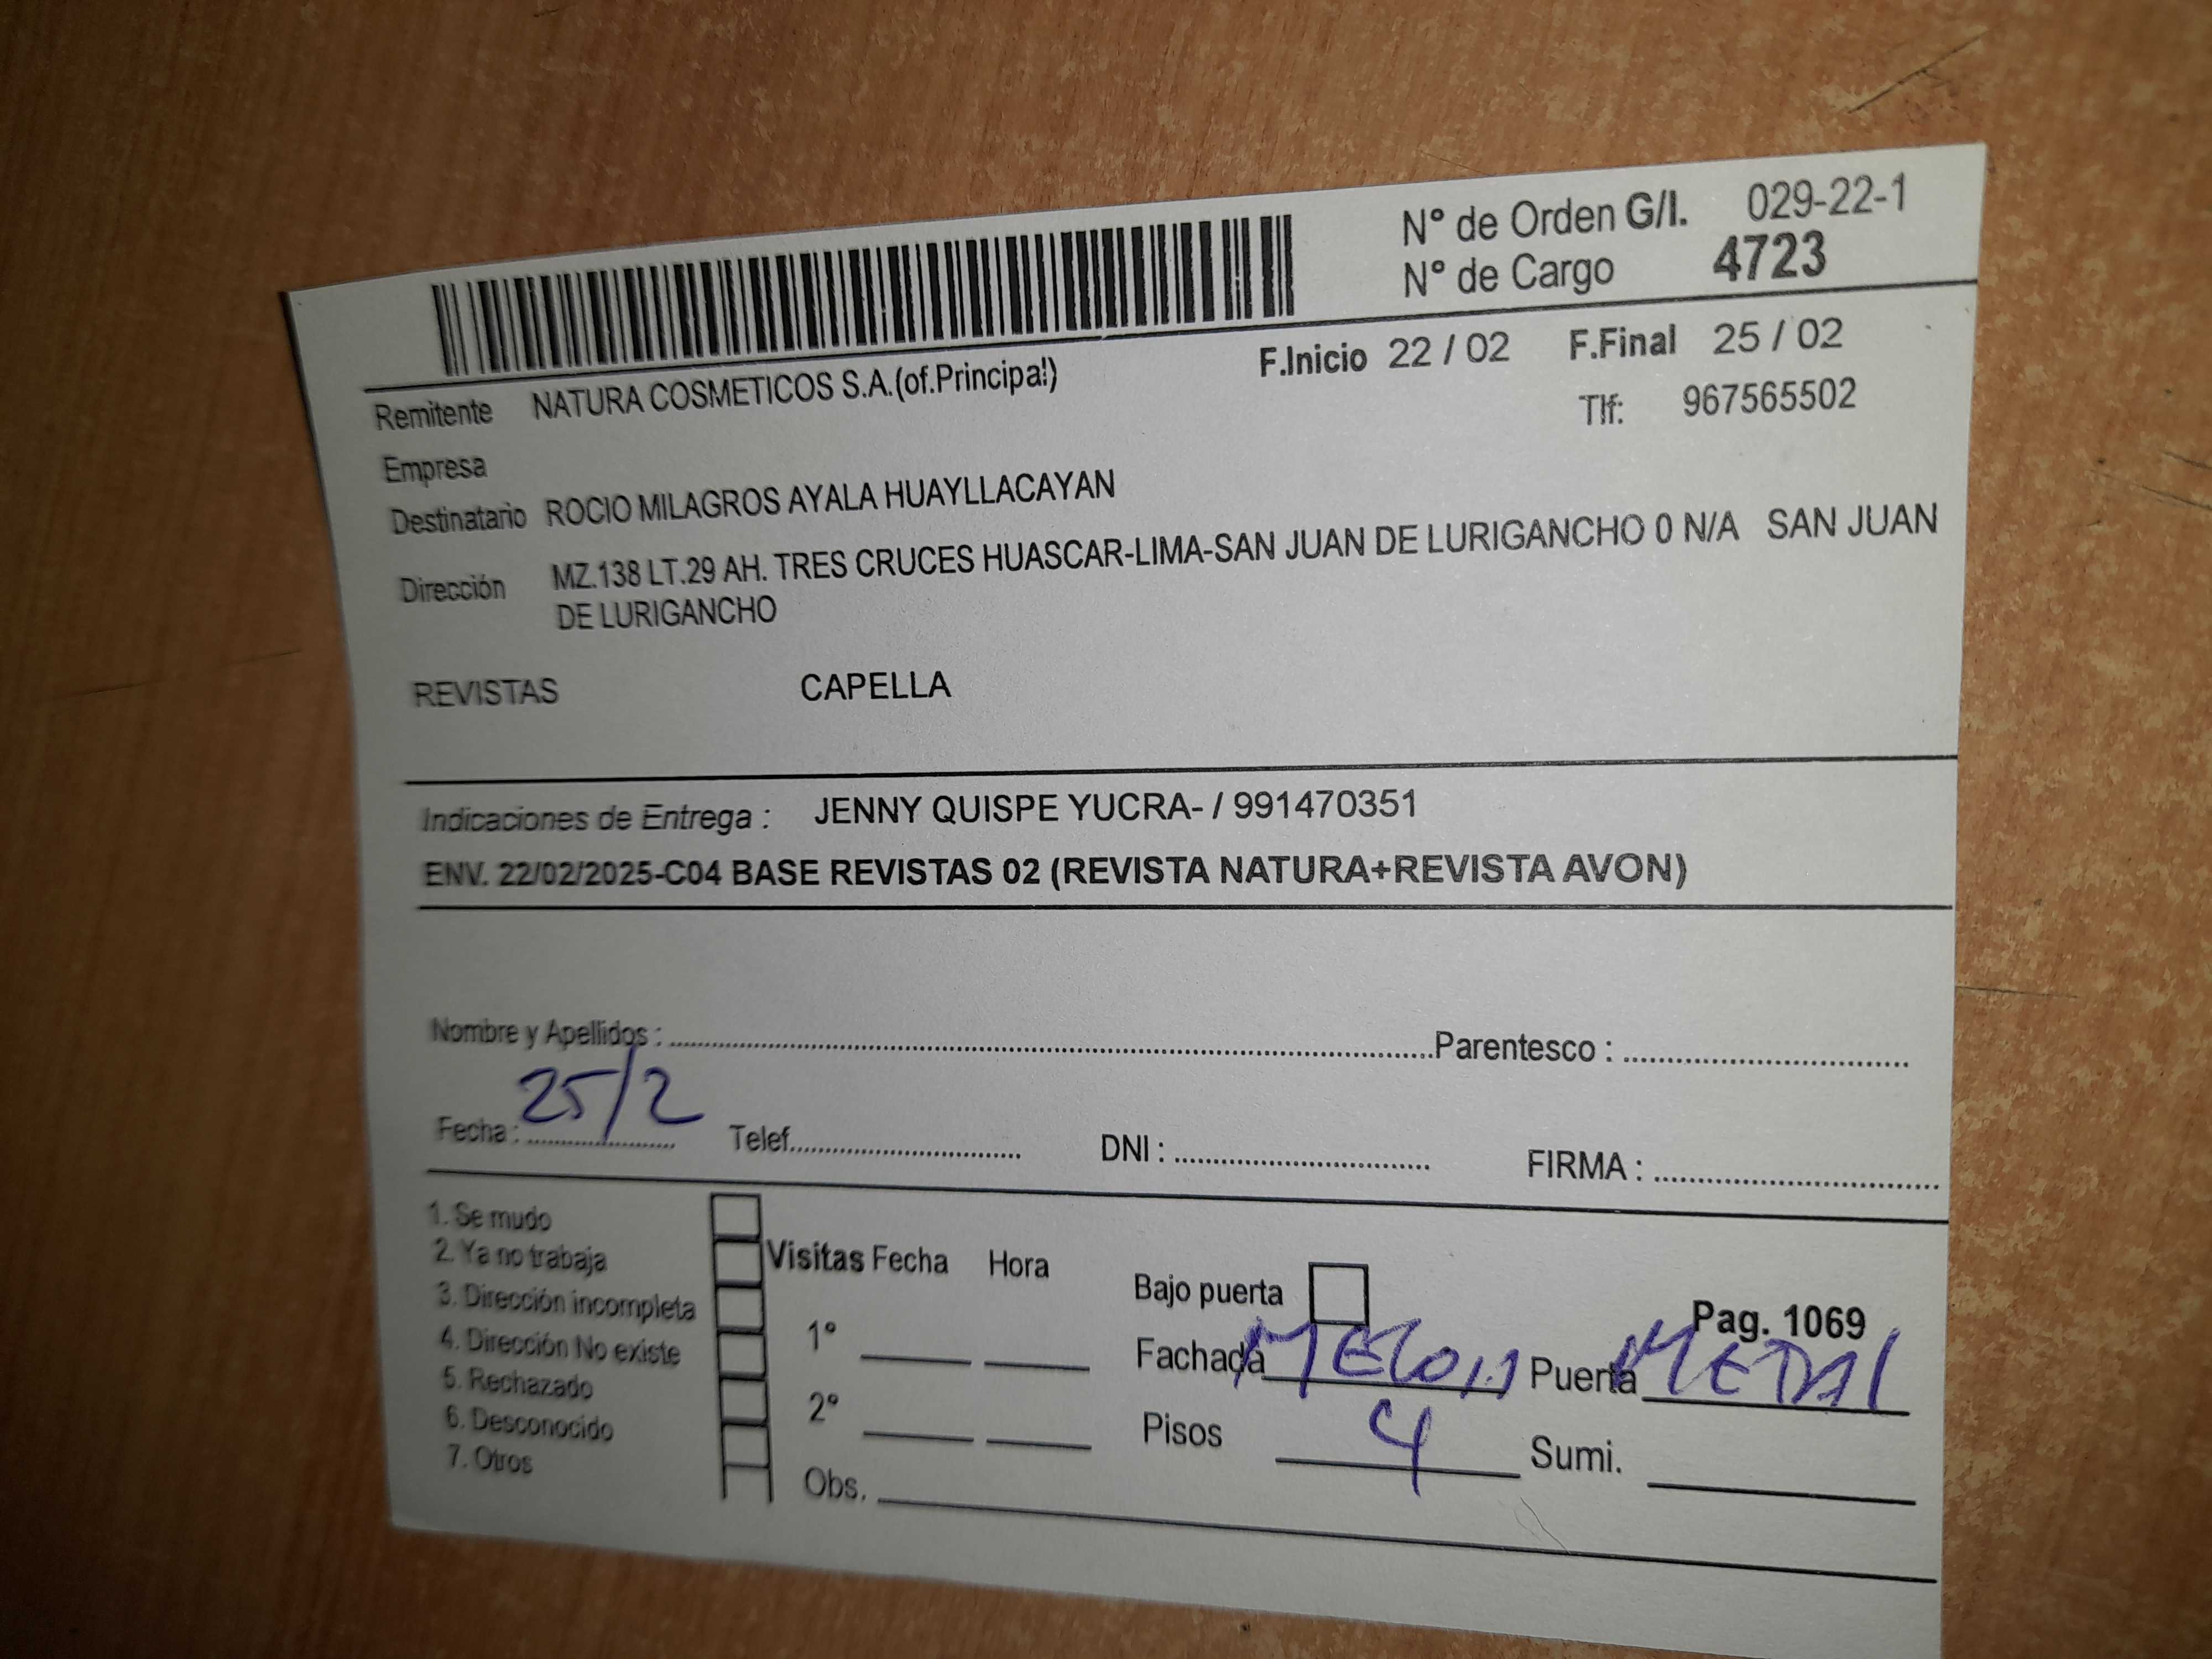 N° de Orden G/I. 029-22-1
N° de Cargo 4723
F.Inicio 22 / 02 F.Final 25 / 02
Remitente NATURA COSMETICOS S.A.(of.Principal)
Tlf: 967565502
Empresa
Destinatario ROCIO MILAGROS AYALA HUAYLLACAYAN
Dirección MZ.138 LT.29 AH. TRES CRUCES HUASCAR-LIMA-SAN JUAN DE LURIGANCHO 0 N/A SAN JUAN
DE LURIGANCHO
REVISTAS CAPELLA
Indicaciones de Entrega : JENNY QUISPE YUCRA- / 991470351
ENV. 22/02/2025-C04 BASE REVISTAS 02 (REVISTA NATURA+REVISTA AVON)
Nombre y Apellidos : Parentesco :
Fecha : 25/2 Telef. DNI : FIRMA :
1. Se mudo
2. Ya no trabaja
3. Dirección incompleta
4. Dirección No existe
5. Rechazado
6. Desconocido
7. Otros
Visitas Fecha Hora
1°
2°
Obs.
Bajo puerta
Pag. 1069
Fachada MELON Puerta METAL
Pisos 4 Sumi.